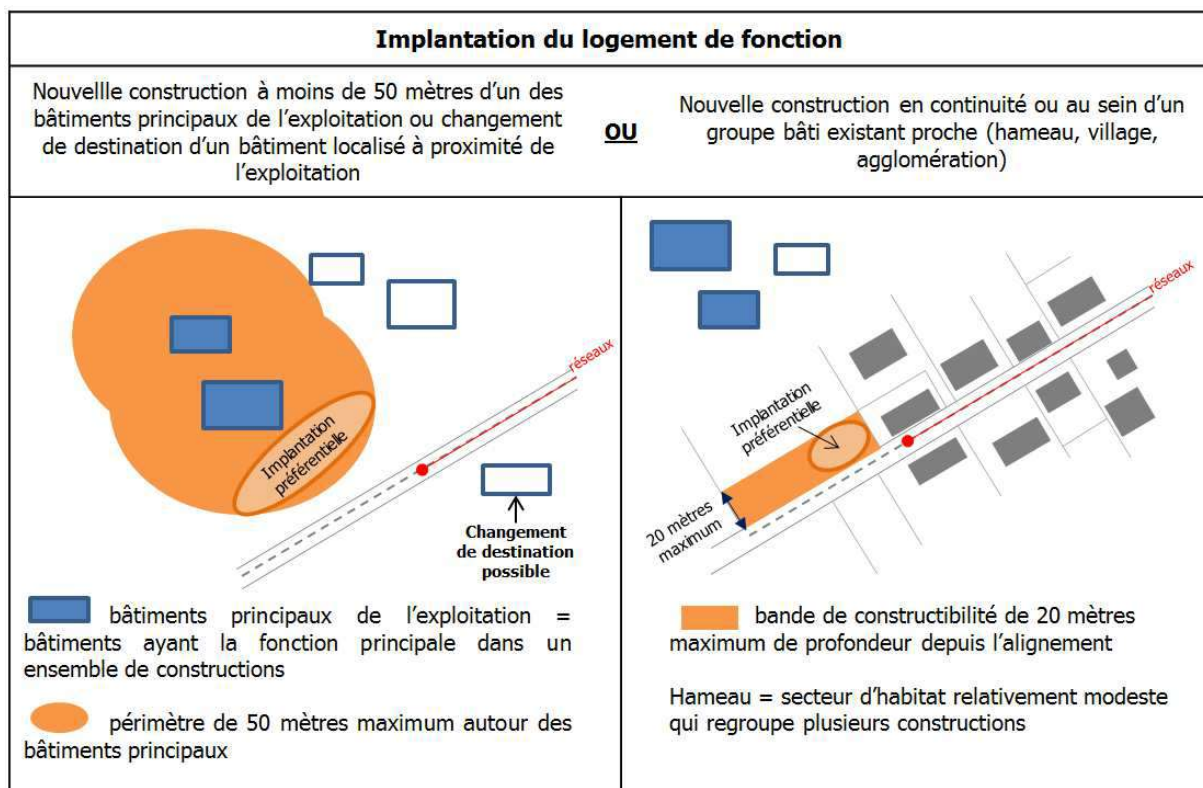 Implantation du logement de fonction
Nouvellle construction à moins de 50 mètres d'un des
bâtiments principaux de l'exploitation ou changement
de destination d'un bâtiment localisé à proximité de
l'exploitation
OU
Nouvelle construction en continuité ou au sein d'un
groupe bâti existant proche (hameau, village,
agglomération)
réseaux
Implantation
préférentielle
Changement
de destination
possible
bâtiments principaux de l'exploitation =
bâtiments ayant la fonction principale dans un
ensemble de constructions
périmètre de 50 mètres maximum autour des
bâtiments principaux
réseaux
Implantation
préférentielle
20 mètres
maximum
bande de constructibilité de 20 mètres
maximum de profondeur depuis l'alignement
Hameau = secteur d'habitat relativement modeste
qui regroupe plusieurs constructions